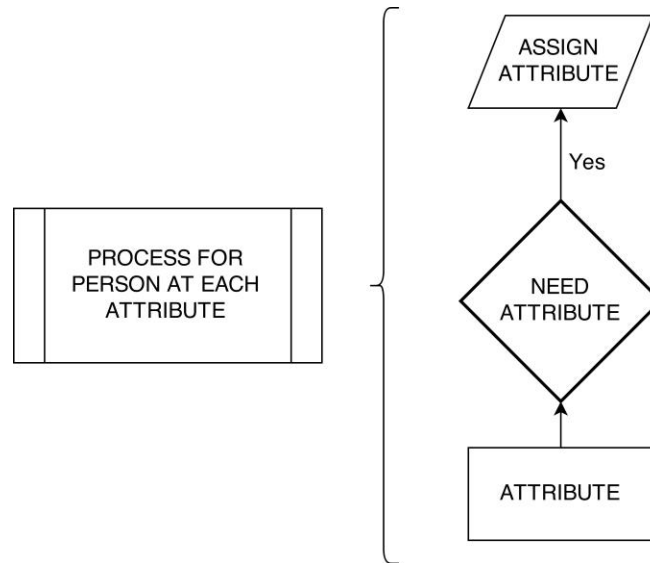 PROCESS FOR
PERSON AT EACH
ATTRIBUTE
ASSIGN
ATTRIBUTE
Yes
NEED
ATTRIBUTE
ATTRIBUTE